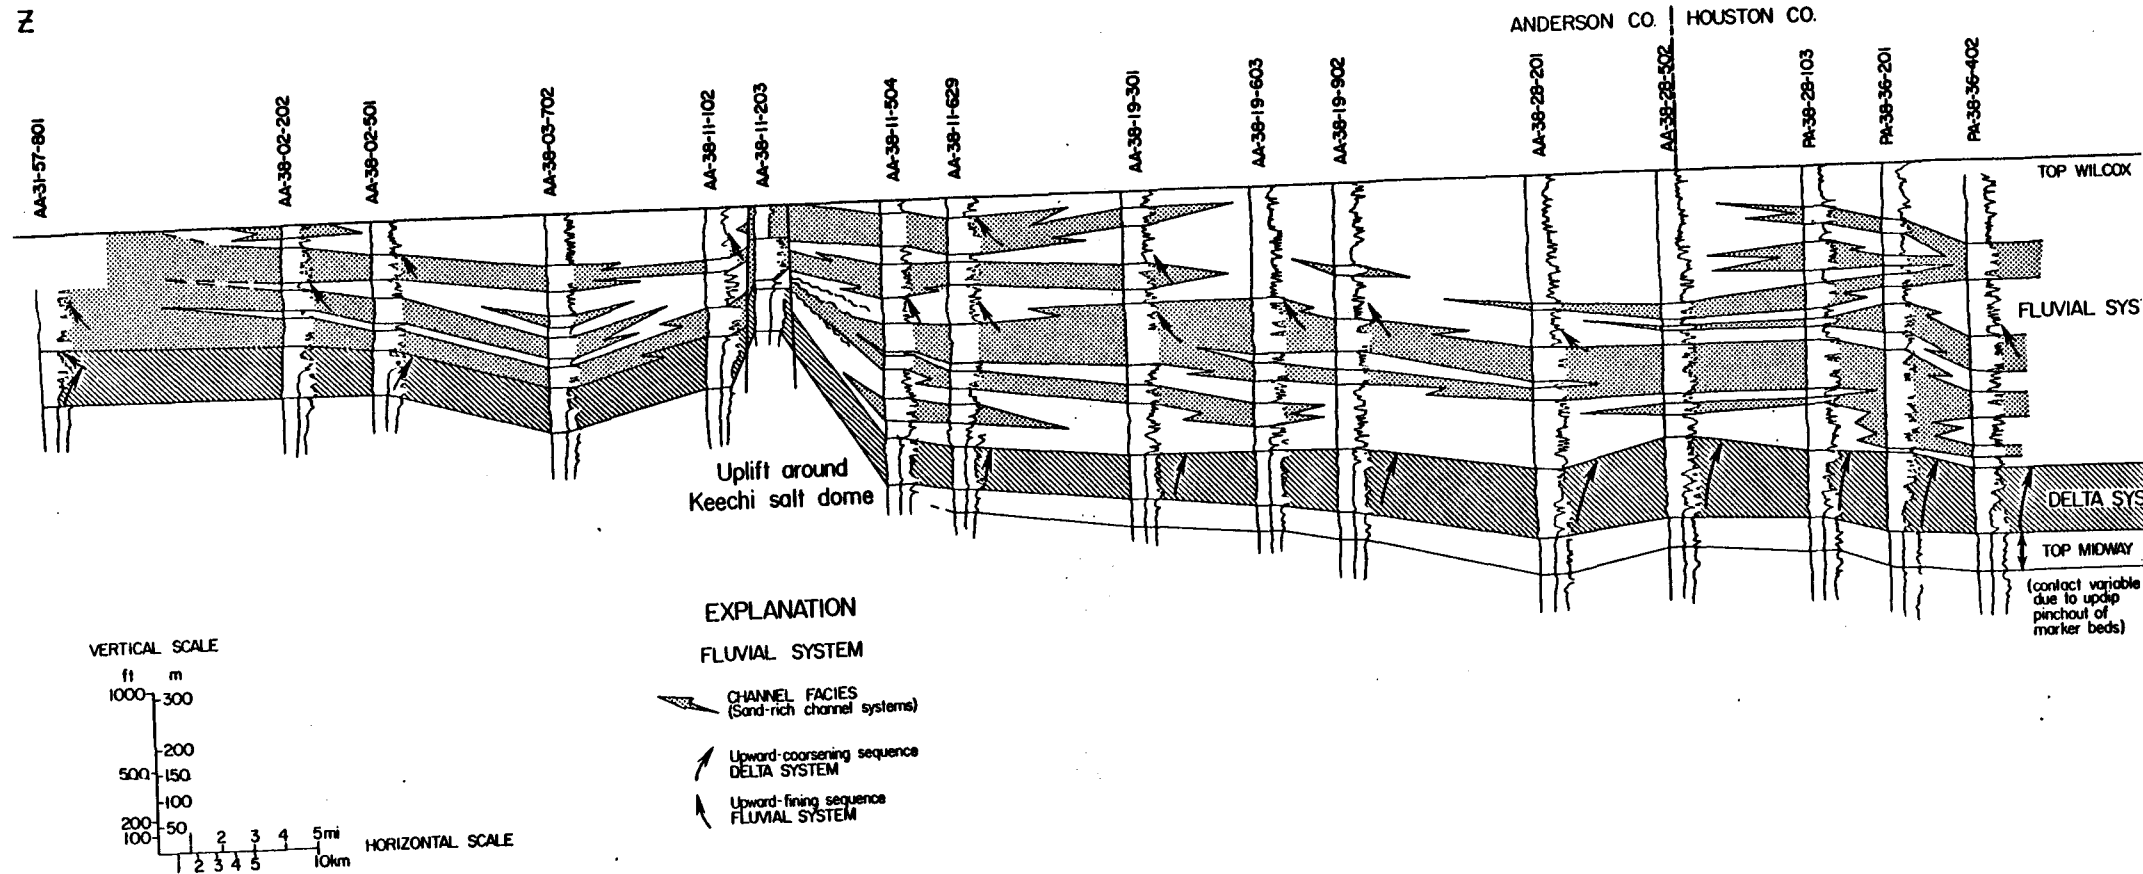 Z
ANDERSON CO. HOUSTON CO.
AA-31-57-801
AA-38-02-202
AA-38-02-501
AA-38-03-702
AA-38-11-102
AA-38-11-203
AA-38-11-504
AA-38-11-629
AA-38-19-301
AA-38-19-603
AA-38-19-902
AA-38-28-201
AA-38-28-502
PA-38-28-103
PA-38-36-201
PA-38-36-402
TOP WILCOX
FLUVIAL SYS
DELTA SYS
TOP MIDWAY
(contact variable
due to updip
pinchout of
marker beds)
Uplift around
Keechi salt dome
EXPLANATION
FLUVIAL SYSTEM
CHANNEL FACIES
(Sand-rich channel systems)
Upward-coarsening sequence
DELTA SYSTEM
Upward-fining sequence
FLUVIAL SYSTEM
VERTICAL SCALE
ft m
1000 300
200
500 150
100
200 50
100
1 2 3 4 5mi
HORIZONTAL SCALE
1 2 3 4 5 10km